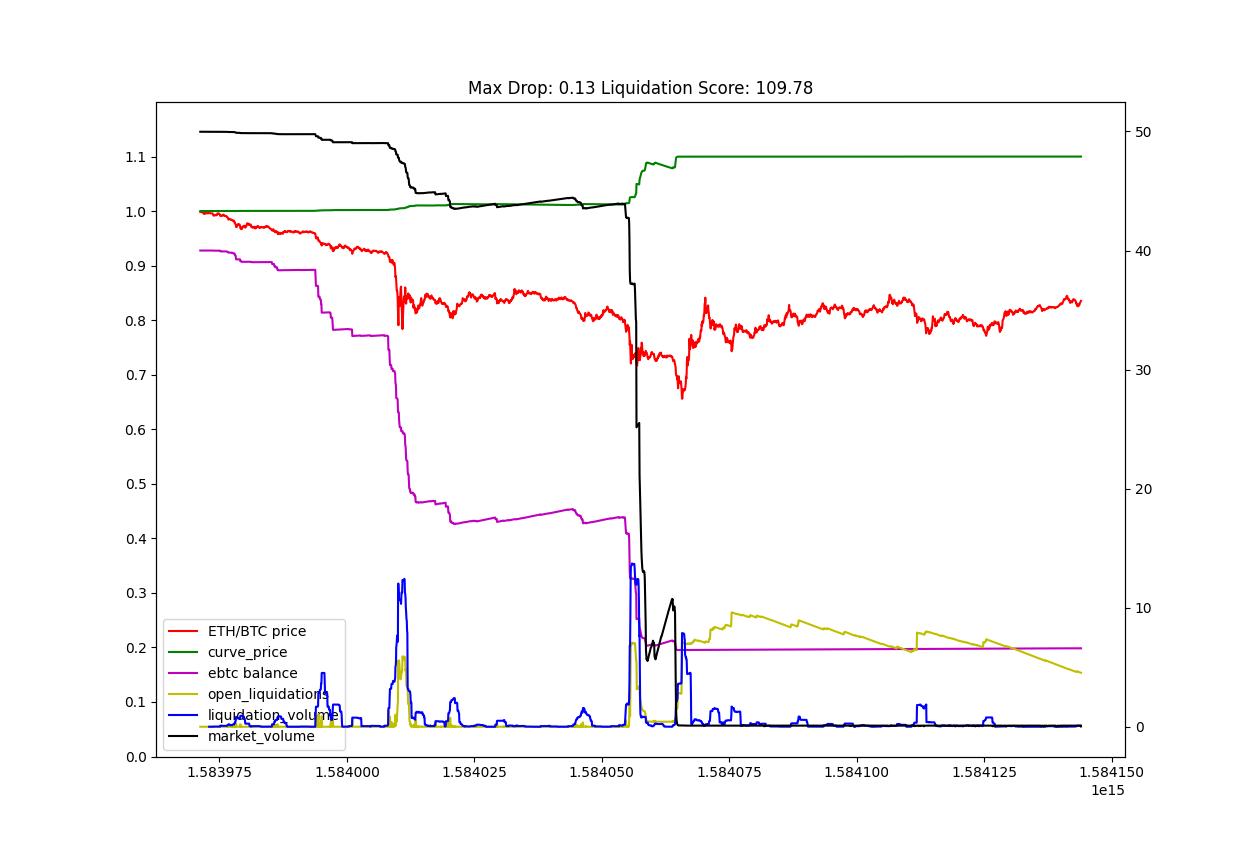 Max Drop: 0.13 Liquidation Score: 109.78
1.1
1.0
0.9
0.8
0.7
0.6
0.5
0.4
0.3
0.2
0.1
0.0
50
40
30
20
10
0
ETH/BTC price
curve_price
ebtc balance
open_liquidations
liquidation_volume
market_volume
1.583975 1.584000 1.584025 1.584050 1.584075 1.584100 1.584125 1.584150
1e15